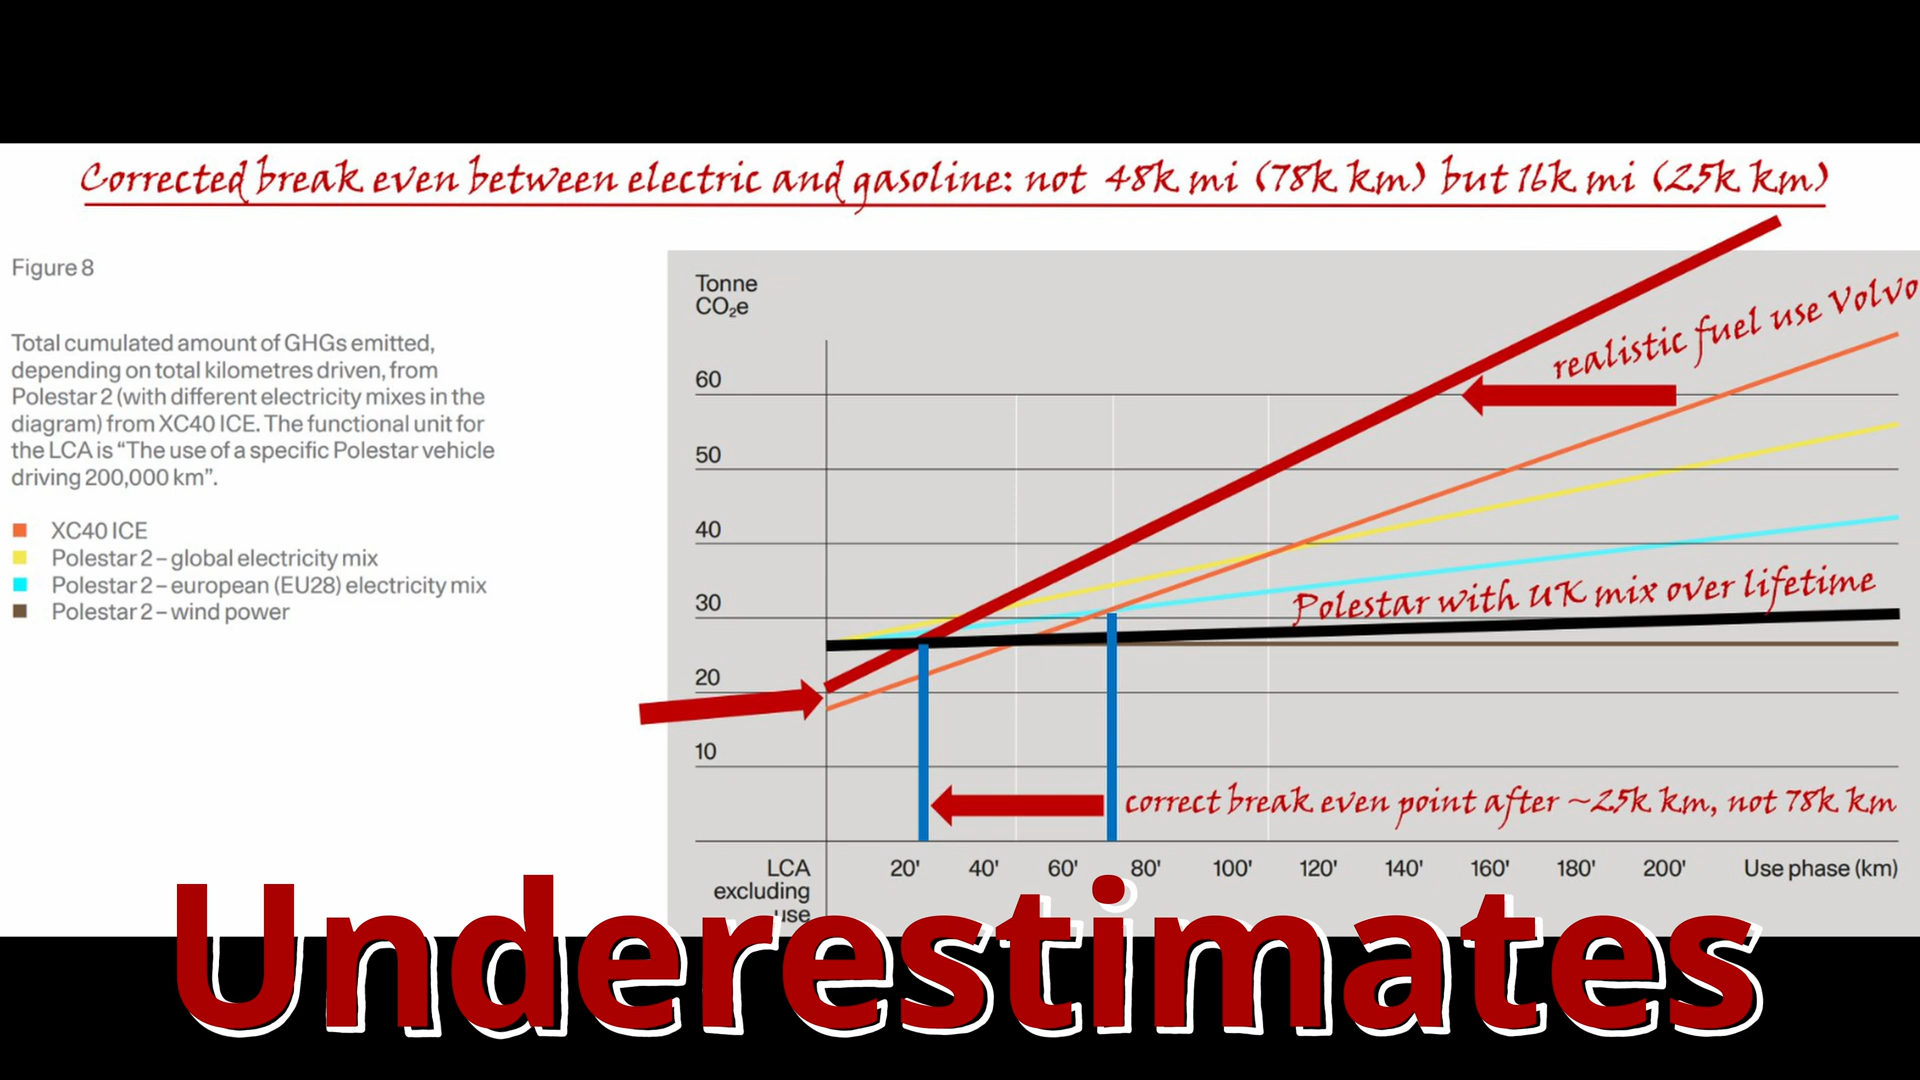 Corrected break even between electric and gasoline: not 48k mi (78k km) but 16k mi (25k km)
Figure 8
Total cumulated amount of GHGs emitted,
depending on total kilometres driven, from
Polestar 2 (with different electricity mixes in the
diagram) from XC40 ICE. The functional unit for
the LCA is “The use of a specific Polestar vehicle
driving 200,000 km”.
XC40 ICE
Polestar 2 – global electricity mix
Polestar 2 – european (EU28) electricity mix
Polestar 2 – wind power
Tonne
CO₂e
realistic fuel use Volvo
60
50
40
30
20
10
Polestar with UK mix over lifetime
correct break even point after ~25k km, not 78k km
LCA
excluding
use
20' 40' 60' 80' 100' 120' 140' 160' 180' 200' Use phase (km)
Underestimates